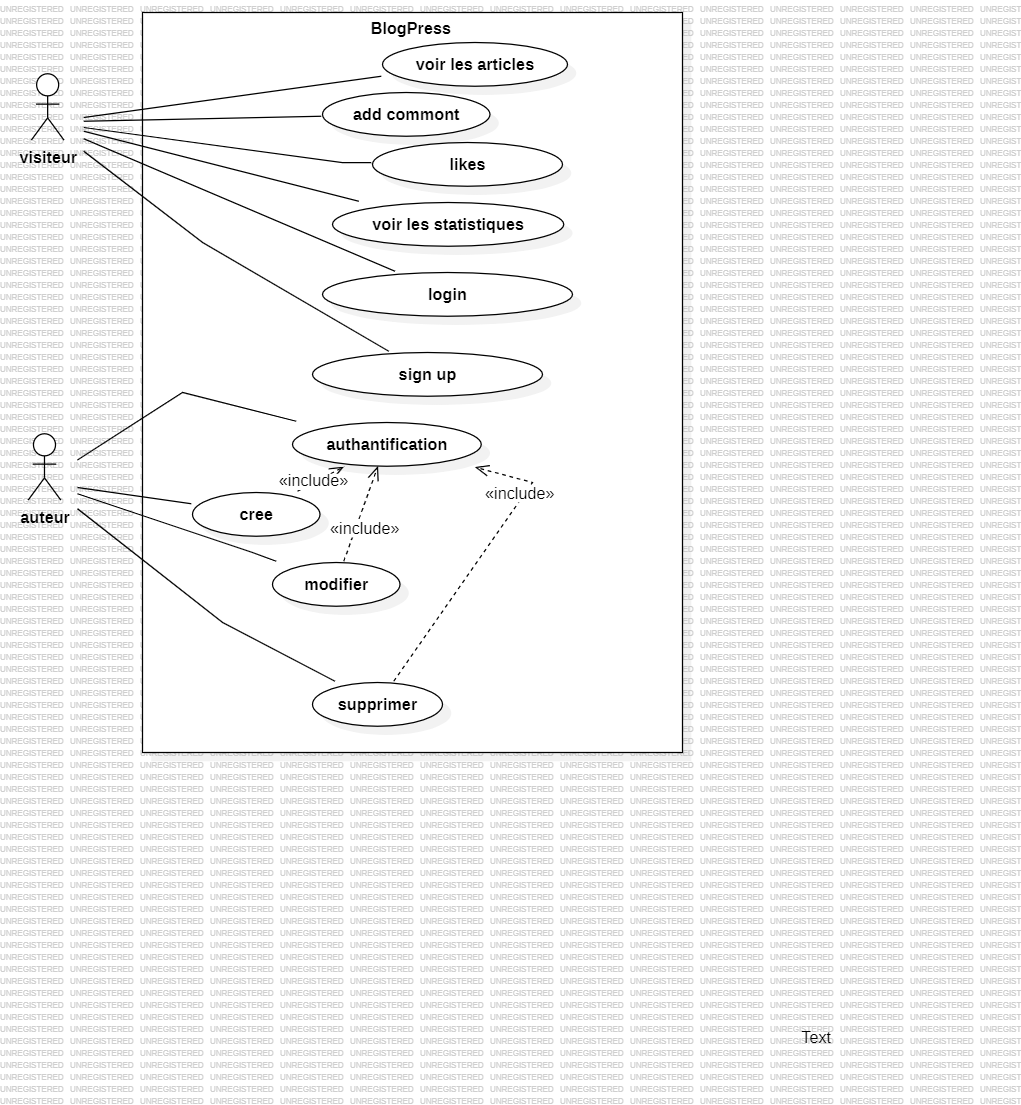 BlogPress
voir les articles
add commont
likes
visiteur
voir les statistiques
login
sign up
authantification
«include»
«include»
cree
auteur
«include»
modifier
supprimer
Text
UNREGISTERED